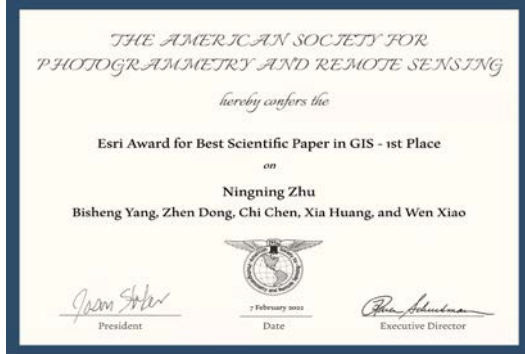 THE AMERICAN SOCIETY FOR
PHOTOGRAMMETRY AND REMOTE SENSING
hereby confers the
Esri Award for Best Scientific Paper in GIS - 1st Place
on
Ningning Zhu
Bisheng Yang, Zhen Dong, Chi Chen, Xia Huang, and Wen Xiao
7 February 2022
President
Date
Executive Director